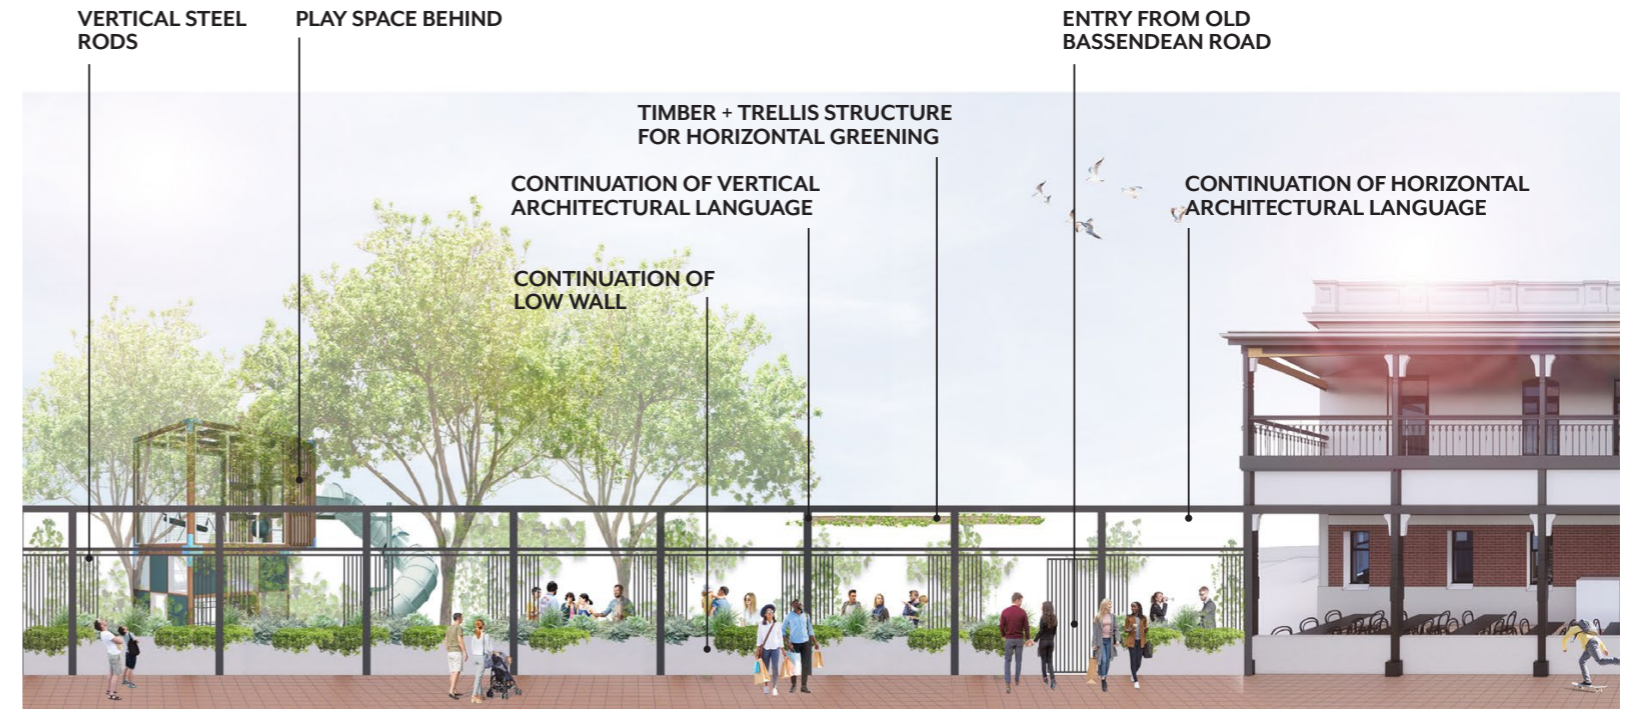 VERTICAL STEEL
RODS
PLAY SPACE BEHIND
ENTRY FROM OLD
BASSENDEAN ROAD
TIMBER + TRELLIS STRUCTURE
FOR HORIZONTAL GREENING
CONTINUATION OF VERTICAL
ARCHITECTURAL LANGUAGE
CONTINUATION OF HORIZONTAL
ARCHITECTURAL LANGUAGE
CONTINUATION OF
LOW WALL